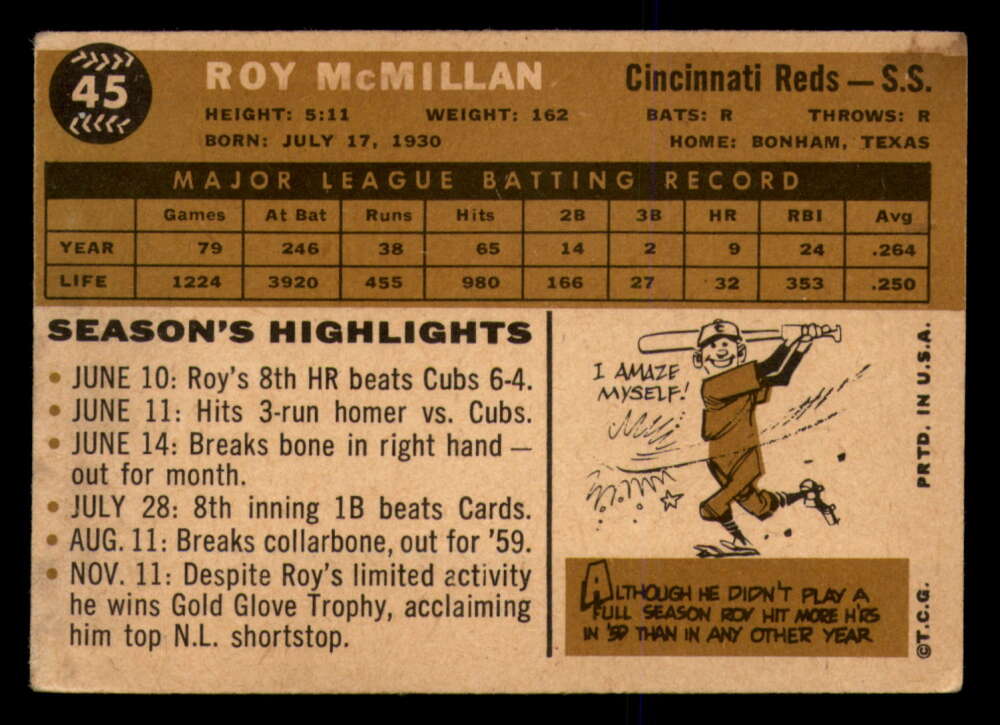 45
ROY McMILLAN
Cincinnati Reds — S.S.
HEIGHT: 5:11 WEIGHT: 162 BATS: R THROWS: R
BORN: JULY 17, 1930 HOME: BONHAM, TEXAS
MAJOR LEAGUE BATTING RECORD
Games At Bat Runs Hits 2B 3B HR RBI Avg
YEAR 79 246 38 65 14 2 9 24 .264
LIFE 1224 3920 455 980 166 27 32 353 .250
SEASON'S HIGHLIGHTS
• JUNE 10: Roy's 8th HR beats Cubs 6-4.
• JUNE 11: Hits 3-run homer vs. Cubs.
• JUNE 14: Breaks bone in right hand —
out for month.
• JULY 28: 8th inning 1B beats Cards.
• AUG. 11: Breaks collarbone, out for '59.
• NOV. 11: Despite Roy's limited activity
he wins Gold Glove Trophy, acclaiming
him top N.L. shortstop.
I AMAZE
MYSELF!
C
ALTHOUGH HE DIDN'T PLAY A
FULL SEASON ROY HIT MORE H'RS
IN '59 THAN IN ANY OTHER YEAR
©T.C.G. PRTD. IN U.S.A.